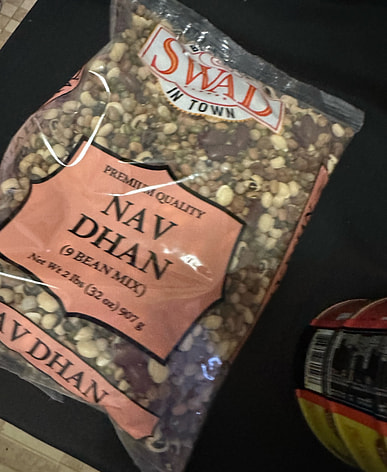 BEST
SWAD
IN TOWN
PREMIUM QUALITY
NAV
DHAN
(9 BEAN MIX)
Net Wt 2 lbs (32 oz) 907 g
NAV DHAN